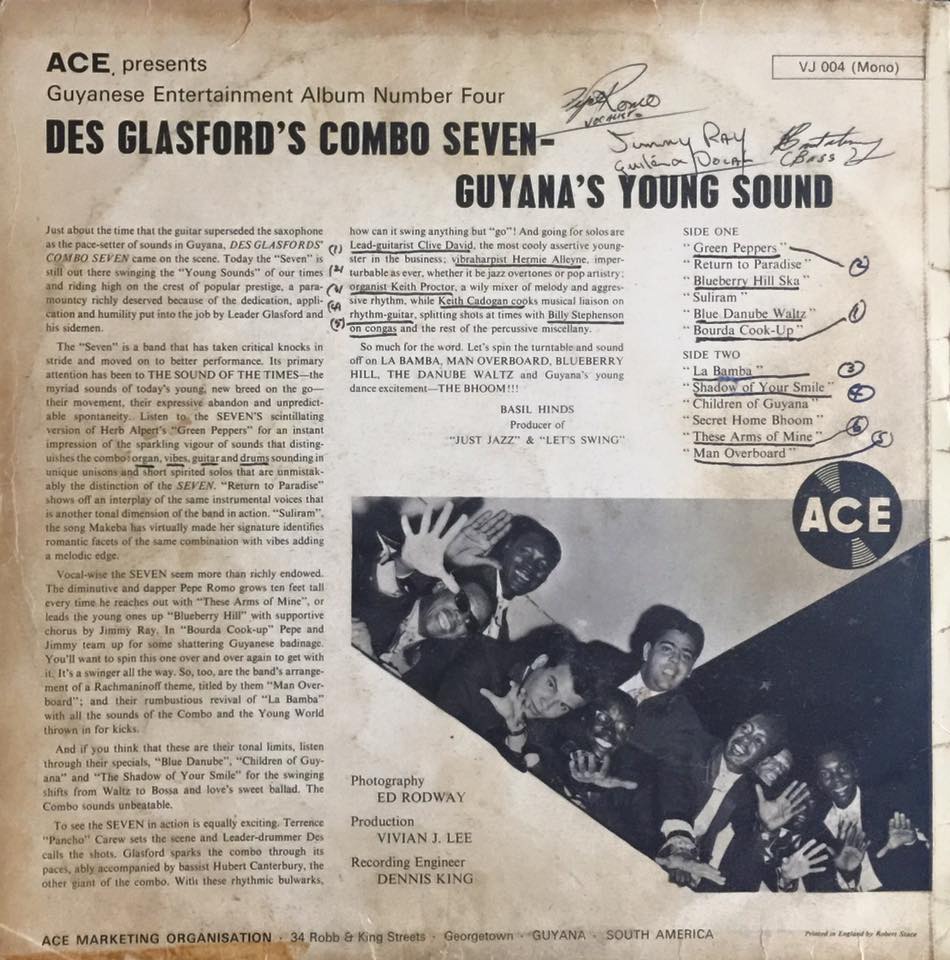 ACE. presents
VJ 004 (Mono)
Guyanese Entertainment Album Number Four
Pepe Romo
VOCALIST
DES GLASFORD'S COMBO SEVEN-
Jimmy RAY
Guitar Vocal
(BASS)
GUYANA'S YOUNG SOUND
Just about the time that the guitar superseded the saxophone
as the pace-setter of sounds in Guyana, DES GLASFORDS'
COMBO SEVEN came on the scene. Today the "Seven" is
still out there swinging the "Young Sounds" of our times
and riding high on the crest of popular prestige, a para-
mountcy richly deserved because of the dedication, appli-
cation and humility put into the job by Leader Glasford and
his sidemen.
The "Seven" is a band that has taken critical knocks in
stride and moved on to better performance. Its primary
attention has been to THE SOUND OF THE TIMES—the
myriad sounds of today's young, new breed on the go—
their movement, their expressive abandon and unpredict-
able spontaneity. Listen to the SEVEN'S scintillating
version of Herb Alpert's "Green Peppers" for an instant
impression of the sparkling vigour of sounds that disting-
uishes the combo: organ, vibes, guitar and drums sounding in
unique unisons and short spirited solos that are unmistak-
ably the distinction of the SEVEN. "Return to Paradise"
shows off an interplay of the same instrumental voices that
is another tonal dimension of the band in action. "Suliram",
the song Makeba has virtually made her signature identifies
romantic facets of the same combination with vibes adding
a melodic edge.
Vocal-wise the SEVEN seem more than richly endowed.
The diminutive and dapper Pepe Romo grows ten feet tall
every time he reaches out with "These Arms of Mine", or
leads the young ones up "Blueberry Hill" with supportive
chorus by Jimmy Ray. In "Bourda Cook-up" Pepe and
Jimmy team up for some shattering Guyanese badinage.
You'll want to spin this one over and over again to get with
it. It's a swinger all the way. So, too, are the band's arrange-
ment of a Rachmaninoff theme, titled by them "Man Over-
board"; and their rumbustious revival of "La Bamba"
with all the sounds of the Combo and the Young World
thrown in for kicks.
And if you think that these are their tonal limits, listen
through their specials, "Blue Danube", "Children of Guy-
ana" and "The Shadow of Your Smile" for the swinging
shifts from Waltz to Bossa and love's sweet ballad. The
Combo sounds unbeatable.
To see the SEVEN in action is equally exciting. Terrence
"Pancho" Carew sets the scene and Leader-drummer Des
calls the shots. Glasford sparks the combo through its
paces, ably accompanied by bassist Hubert Canterbury, the
other giant of the combo. With these rhythmic bulwarks,
how can it swing anything but "go"! And going for solos are
(1) Lead-guitarist Clive David, the most cooly assertive young-
ster in the business; vibraharpist Hermie Alleyne, imper-
(2) turbable as ever, whether it be jazz overtones or pop artistry;
(3) organist Keith Proctor, a wily mixer of melody and aggres-
(4) sive rhythm, while Keith Cadogan cooks musical liaison on
(5) rhythm-guitar, splitting shots at times with Billy Stephenson
on congas and the rest of the percussive miscellany.
So much for the word. Let's spin the turntable and sound
off on LA BAMBA, MAN OVERBOARD, BLUEBERRY
HILL, THE DANUBE WALTZ and Guyana's young
dance excitement—THE BHOOM!!!
BASIL HINDS
Producer of
"JUST JAZZ" & "LET'S SWING"
SIDE ONE
" Green Peppers "
" Return to Paradise " 2
" Blueberry Hill Ska "
" Suliram "
" Blue Danube Waltz " 1
" Bourda Cook-Up "
SIDE TWO
" La Bamba " 3
" Shadow of Your Smile " 4
" Children of Guyana "
" Secret Home Bhoom " 6
" These Arms of Mine " 5
" Man Overboard "
ACE
Photography
ED RODWAY
Production
VIVIAN J. LEE
Recording Engineer
DENNIS KING
ACE MARKETING ORGANISATION · 34 Robb & King Streets · Georgetown · GUYANA · SOUTH AMERICA
Printed in England by Robert Stace